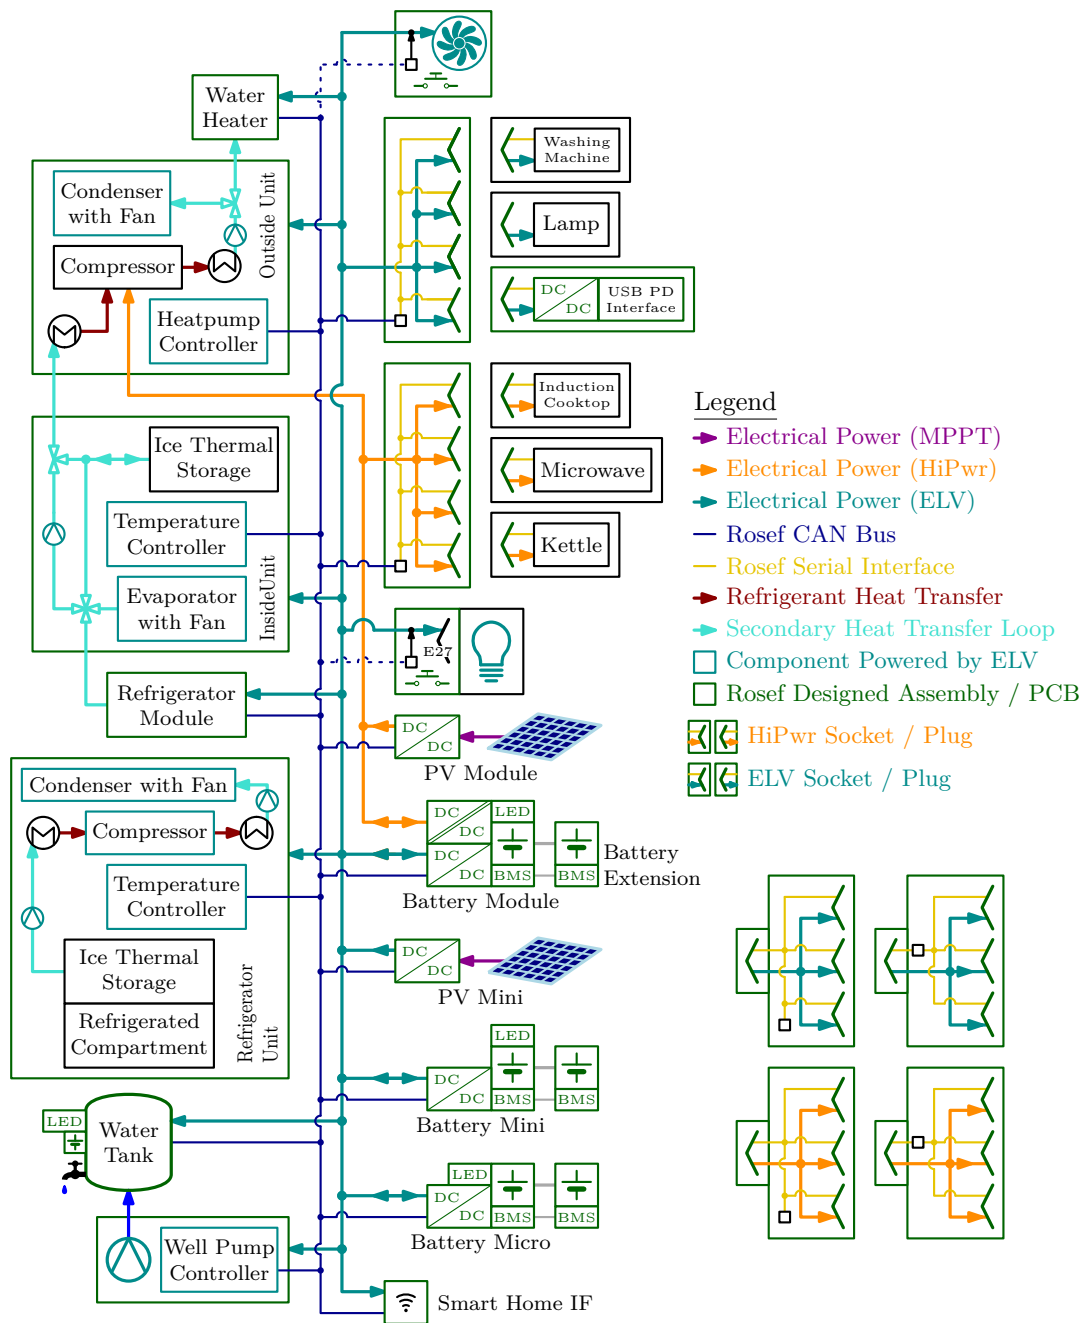 Water
Heater
Condenser
with Fan
Outside Unit
Compressor
Heatpump
Controller
Washing
Machine
Lamp
DC
DC
USB PD
Interface
Ice Thermal
Storage
Temperature
Controller
Evaporator
with Fan
InsideUnit
Induction
Cooktop
Microwave
Kettle
E27
Refrigerator
Module
DC
DC
PV Module
Condenser with Fan
Compressor
Temperature
Controller
Ice Thermal
Storage
Refrigerated
Compartment
Refrigerator
Unit
DC
DC
LED
DC
DC
BMS
BMS
Battery
Extension
Battery Module
DC
DC
PV Mini
LED
DC
DC
BMS
BMS
Battery Mini
LED
Water
Tank
LED
DC
DC
BMS
BMS
Battery Micro
Well Pump
Controller
Smart Home IF
Legend
Electrical Power (MPPT)
Electrical Power (HiPwr)
Electrical Power (ELV)
Rosef CAN Bus
Rosef Serial Interface
Refrigerant Heat Transfer
Secondary Heat Transfer Loop
Component Powered by ELV
Rosef Designed Assembly / PCB
HiPwr Socket / Plug
ELV Socket / Plug